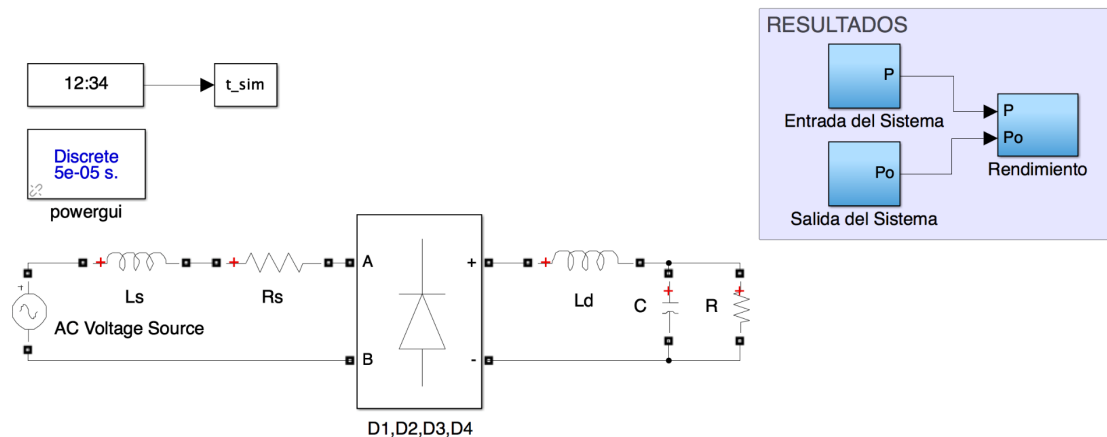 RESULTADOS
12:34
t_sim
P
P
Entrada del Sistema
Discrete
5e-05 s.
Po
Po
Rendimiento
Salida del Sistema
powergui
A
+
Ls
Rs
Ld
C
R
AC Voltage Source
B
-
D1,D2,D3,D4